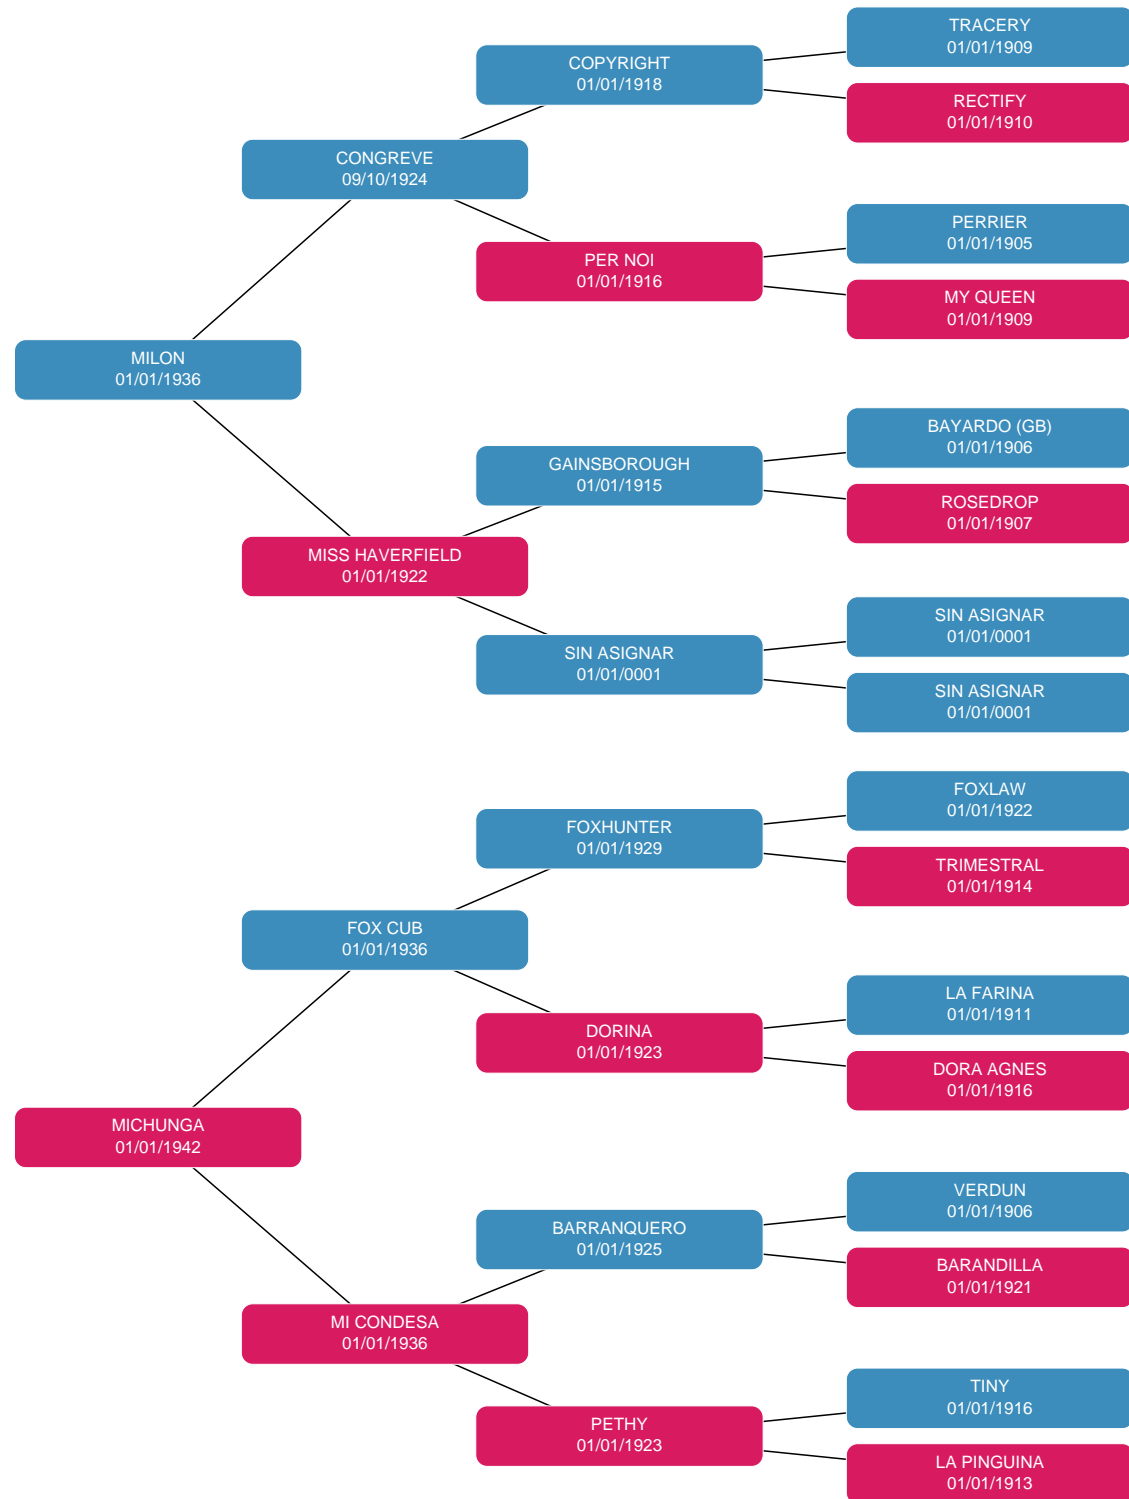 TRACERY
01/01/1909
COPYRIGHT
01/01/1918
RECTIFY
01/01/1910
CONGREVE
09/10/1924
PERRIER
01/01/1905
PER NOI
01/01/1916
MY QUEEN
01/01/1909
MILON
01/01/1936
BAYARDO (GB)
01/01/1906
GAINSBOROUGH
01/01/1915
ROSEDROP
01/01/1907
MISS HAVERFIELD
01/01/1922
SIN ASIGNAR
01/01/0001
SIN ASIGNAR
01/01/0001
SIN ASIGNAR
01/01/0001
FOXLAW
01/01/1922
FOXHUNTER
01/01/1929
TRIMESTRAL
01/01/1914
FOX CUB
01/01/1936
LA FARINA
01/01/1911
DORINA
01/01/1923
DORA AGNES
01/01/1916
MICHUNGA
01/01/1942
VERDUN
01/01/1906
BARRANQUERO
01/01/1925
BARANDILLA
01/01/1921
MI CONDESA
01/01/1936
TINY
01/01/1916
PETHY
01/01/1923
LA PINGUINA
01/01/1913